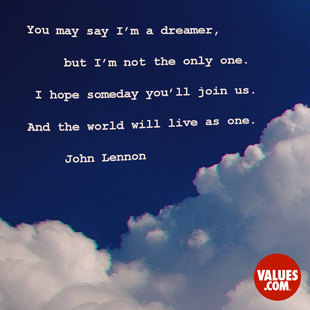 You may say I'm a dreamer,
but I'm not the only one.
I hope someday you'll join us.
And the world will live as one.
John Lennon
VALUES
.COM